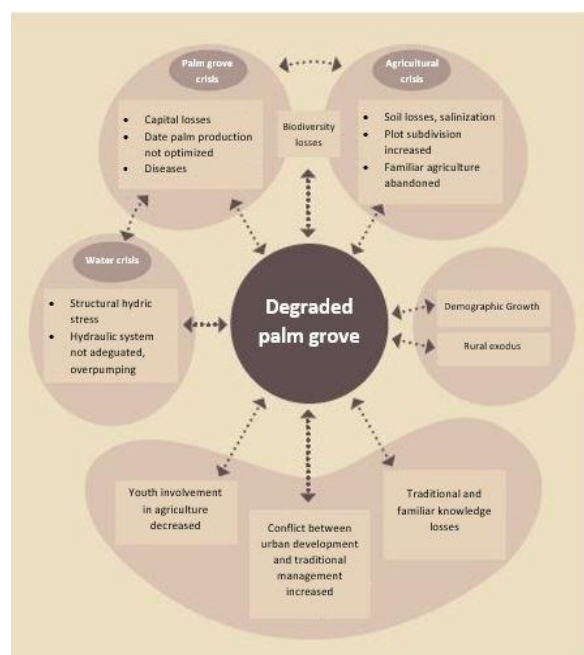 Palm grove
crisis
Capital losses
Date palm production
not optimized
Diseases
Biodiversity
losses
Agricultural
crisis
Soil losses, salinization
Plot subdivision
increased
Familiar agriculture
abandoned
Water crisis
Structural hydric
stress
Hydraulic system
not adeguated,
overpumping
Degraded
palm grove
Demographic Growth
Rural exodus
Youth involvement
in agriculture
decreased
Conflict between
urban development
and traditional
management
increased
Traditional and
familiar knowledge
losses